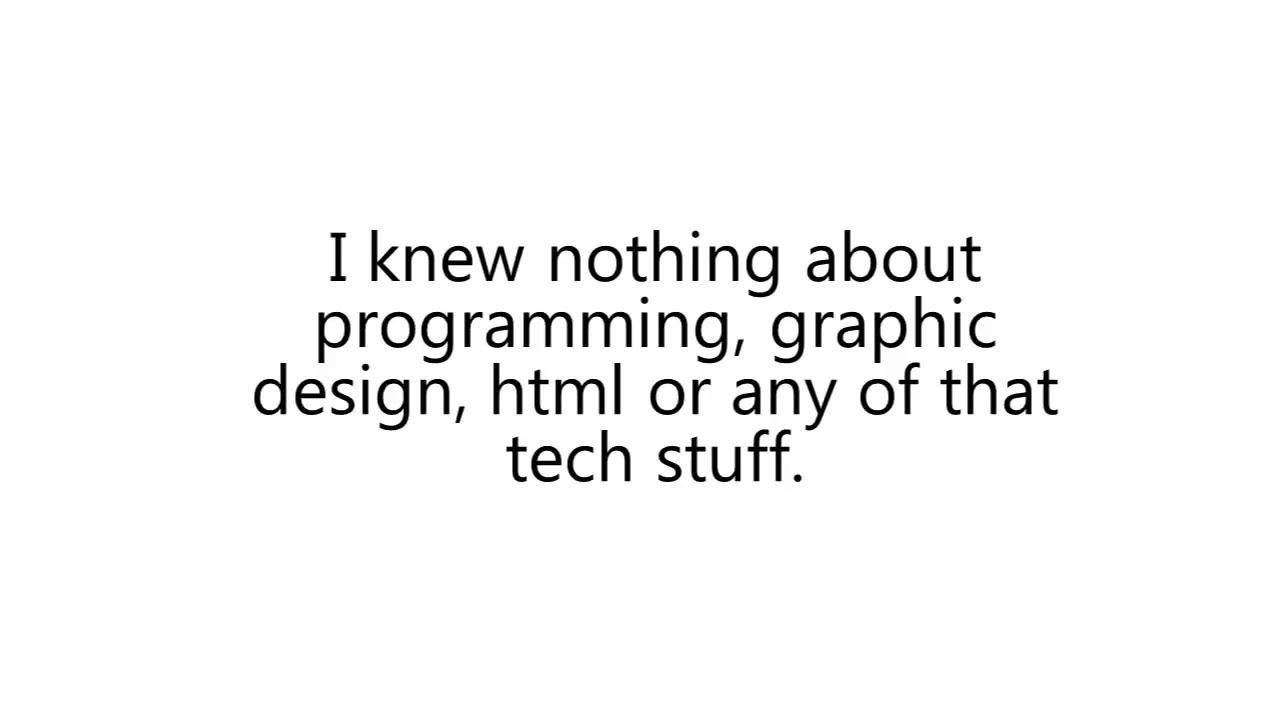 I knew nothing about
programming, graphic
design, html or any of that
tech stuff.